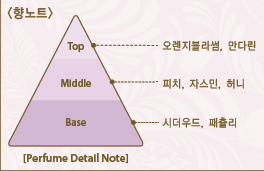 〈향노트〉
Top 오렌지블라썸, 만다린
Middle 피치, 자스민, 허니
Base 시더우드, 패츌리
[Perfume Detail Note]